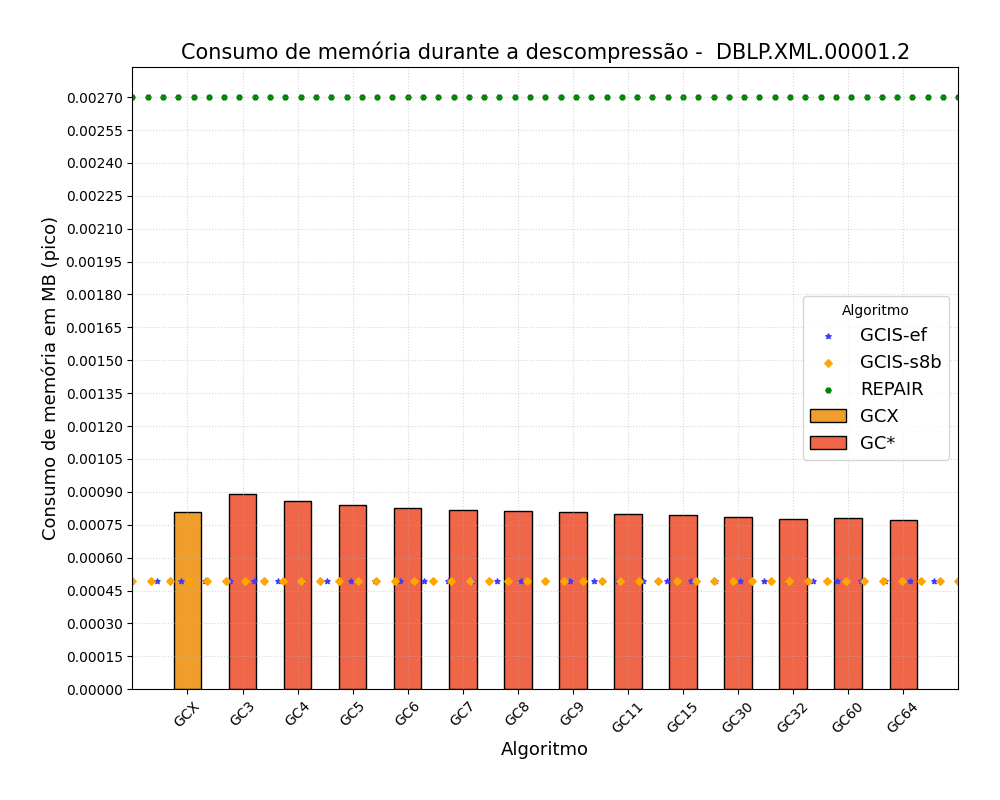 Consumo de memória durante a descompressão - DBLP.XML.00001.2
Consumo de memória em MB (pico)
0.00270
0.00255
0.00240
0.00225
0.00210
0.00195
0.00180
0.00165
0.00150
0.00135
0.00120
0.00105
0.00090
0.00075
0.00060
0.00045
0.00030
0.00015
0.00000
Algoritmo
GCIS-ef
GCIS-s8b
REPAIR
GCX
GC*
GCX GC3 GC4 GC5 GC6 GC7 GC8 GC9 GC11 GC15 GC30 GC32 GC60 GC64
Algoritmo